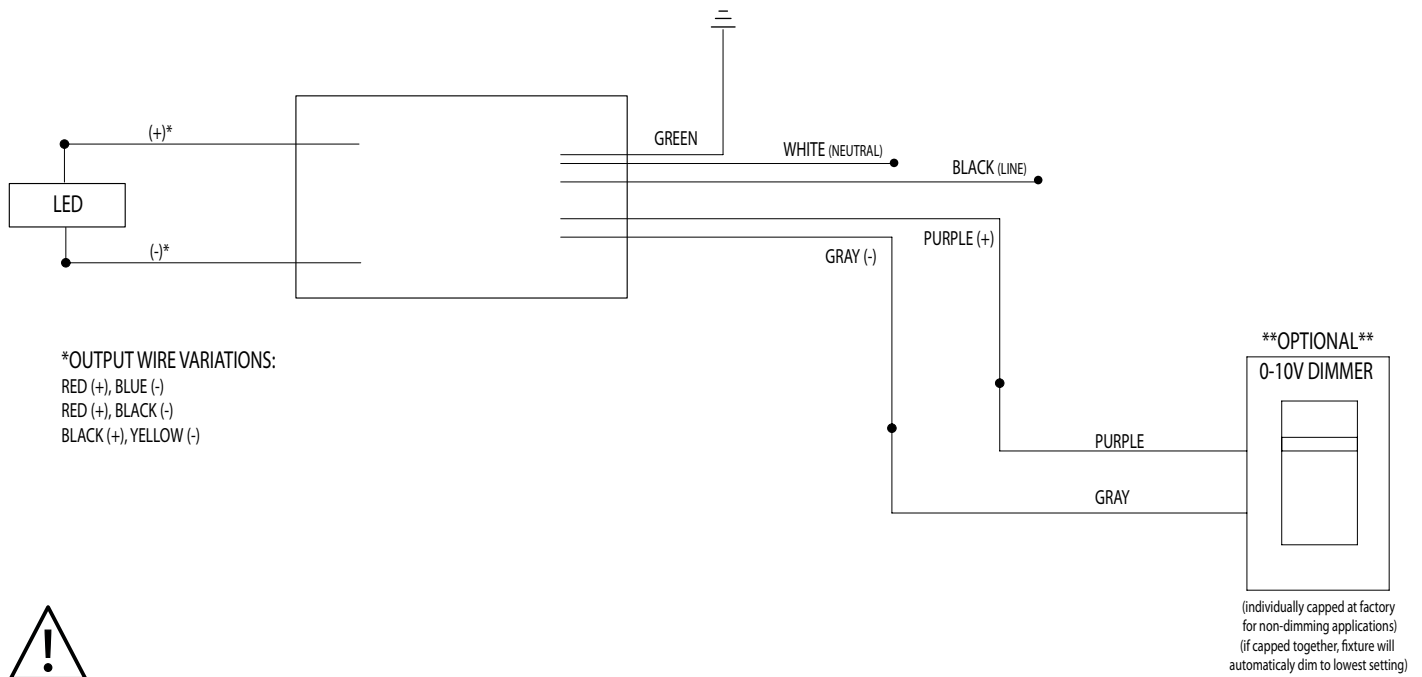 (+)*
LED
(-)*
GREEN
WHITE (NEUTRAL)
BLACK (LINE)
PURPLE (+)
GRAY (-)
*OUTPUT WIRE VARIATIONS:
RED (+), BLUE (-)
RED (+), BLACK (-)
BLACK (+), YELLOW (-)
**OPTIONAL**
0-10V DIMMER
PURPLE
GRAY
(individually capped at factory
for non-dimming applications)
(if capped together, fixture will
automaticaly dim to lowest setting)
!